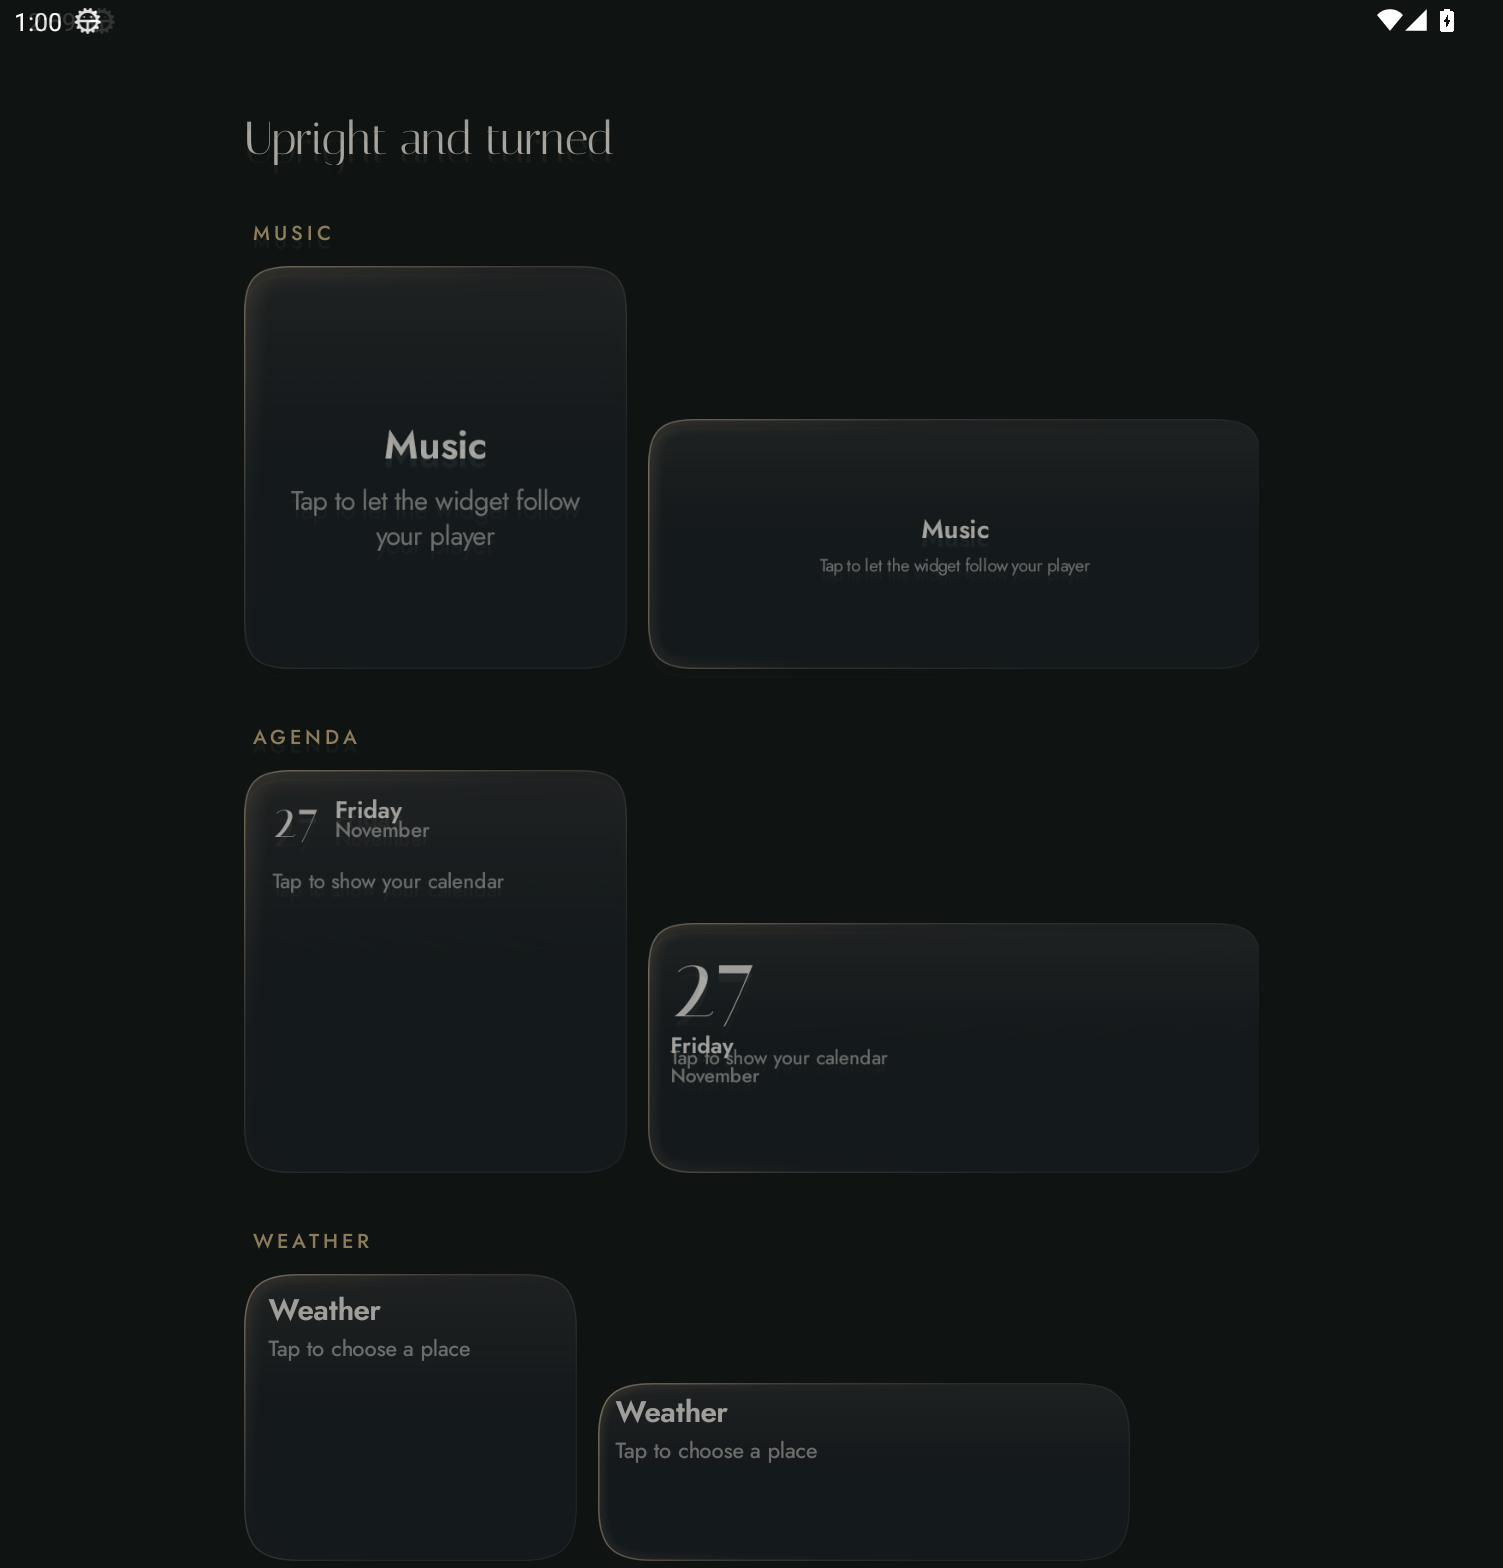 1:00
Upright and turned
MUSIC
Music
Tap to let the widget follow
your player
Music
Tap to let the widget follow your player
AGENDA
27
Friday
November
Tap to show your calendar
27
Friday
Tap to show your calendar
November
WEATHER
Weather
Tap to choose a place
Weather
Tap to choose a place